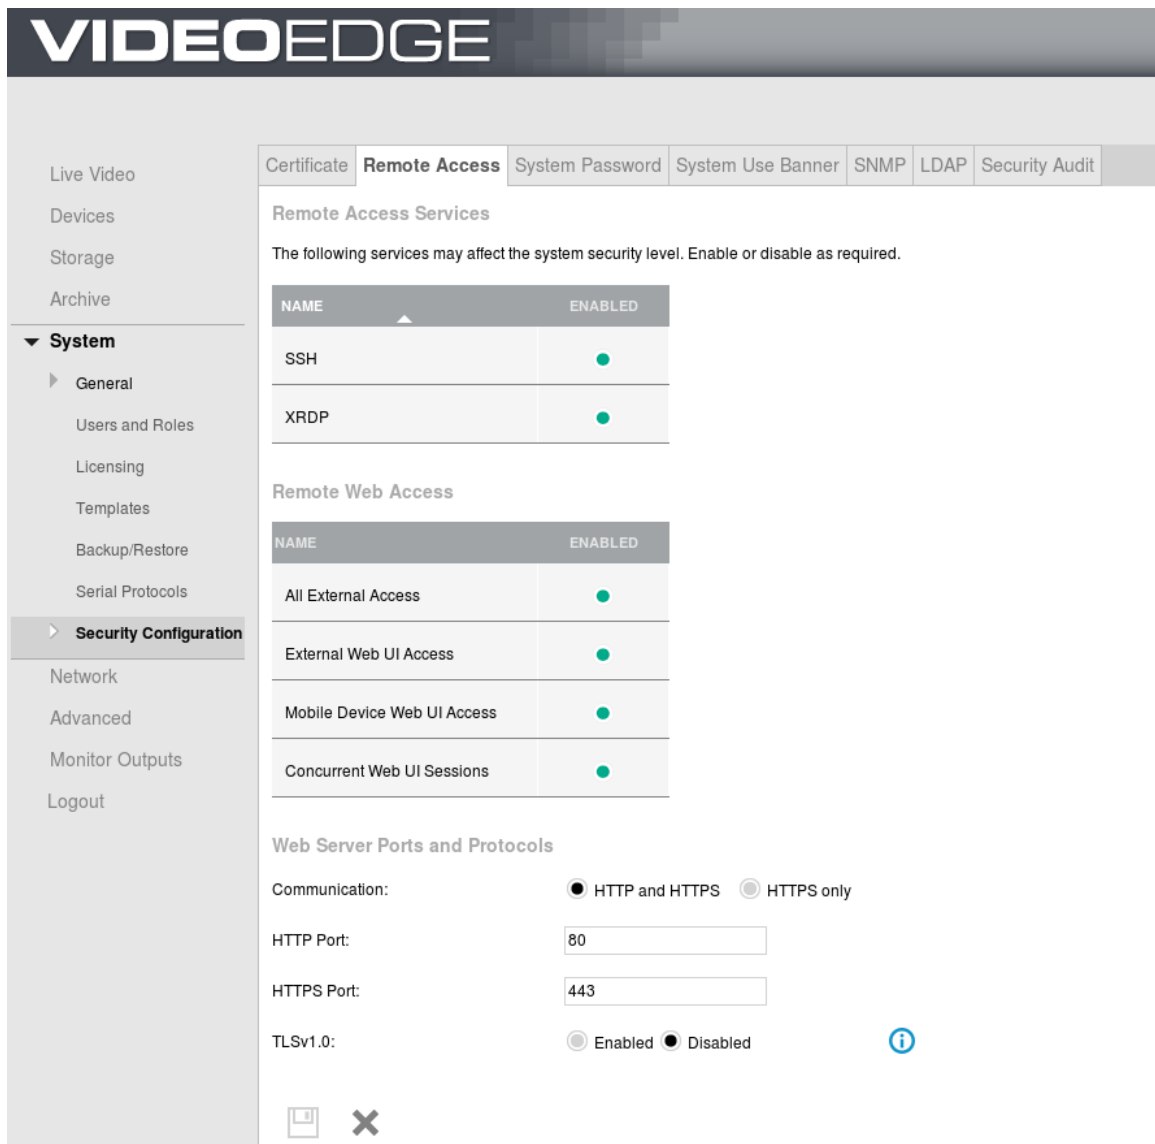 VIDEOEDGE
Live Video
Devices
Storage
Archive
System
General
Users and Roles
Licensing
Templates
Backup/Restore
Serial Protocols
Security Configuration
Network
Advanced
Monitor Outputs
Logout
Certificate Remote Access System Password System Use Banner SNMP LDAP Security Audit
Remote Access Services
The following services may affect the system security level. Enable or disable as required.
NAME ENABLED
SSH
XRDP
Remote Web Access
NAME ENABLED
All External Access
External Web UI Access
Mobile Device Web UI Access
Concurrent Web UI Sessions
Web Server Ports and Protocols
Communication: HTTP and HTTPS HTTPS only
HTTP Port: 80
HTTPS Port: 443
TLSv1.0: Enabled Disabled